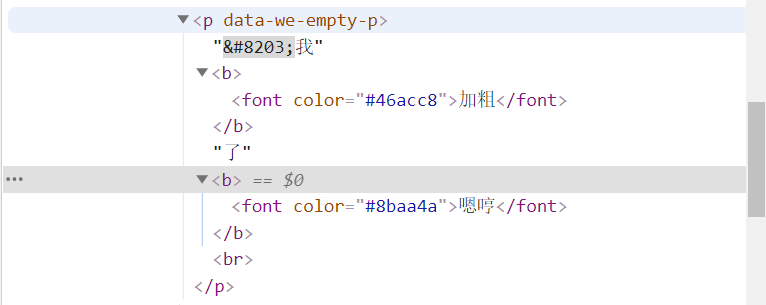 ▼<p data-we-empty-p>
"&#8203;我"
▼<b>
<font color="#46acc8">加粗</font>
</b>
"了"
… ▼<b> == $0
<font color="#8baa4a">嗯哼</font>
</b>
<br>
</p>